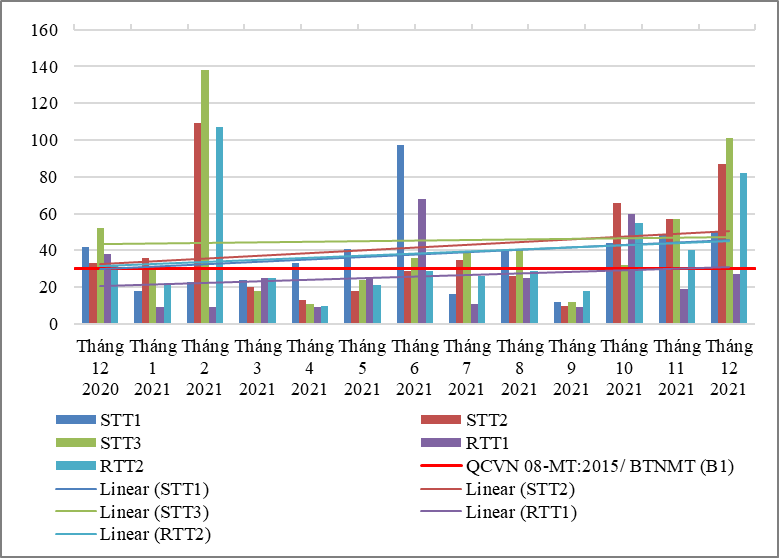 160
140
120
100
80
60
40
20
0
Tháng Tháng Tháng Tháng Tháng Tháng Tháng Tháng Tháng Tháng Tháng Tháng Tháng
12 1 2 3 4 5 6 7 8 9 10 11 12
2020 2021 2021 2021 2021 2021 2021 2021 2021 2021 2021 2021 2021
STT1 STT2
STT3 RTT1
RTT2 QCVN 08-MT:2015/ BTNMT (B1)
Linear (STT1) Linear (STT2)
Linear (STT3) Linear (RTT1)
Linear (RTT2)